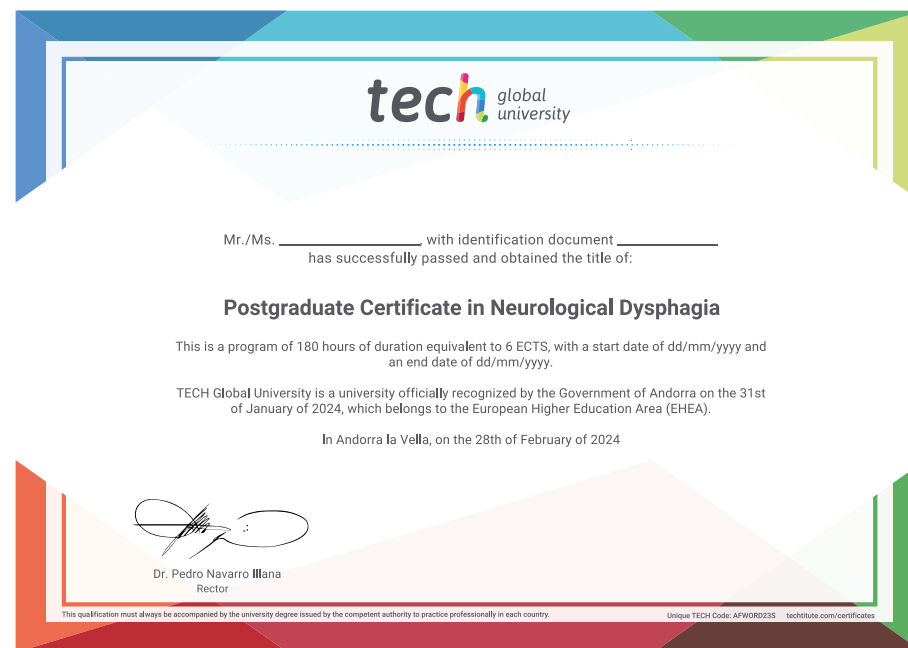 tech global university
Mr./Ms. ____________, with identification document ____________
has successfully passed and obtained the title of:
Postgraduate Certificate in Neurological Dysphagia
This is a program of 180 hours of duration equivalent to 6 ECTS, with a start date of dd/mm/yyyy and
an end date of dd/mm/yyyy.
TECH Global University is a university officially recognized by the Government of Andorra on the 31st
of January of 2024, which belongs to the European Higher Education Area (EHEA).
In Andorra la Vella, on the 28th of February of 2024
Dr. Pedro Navarro Illana
Rector
This qualification must always be accompanied by the university degree issued by the competent authority to practice professionally in each country.
Unique TECH Code: AFWORD23S techtitute.com/certificates